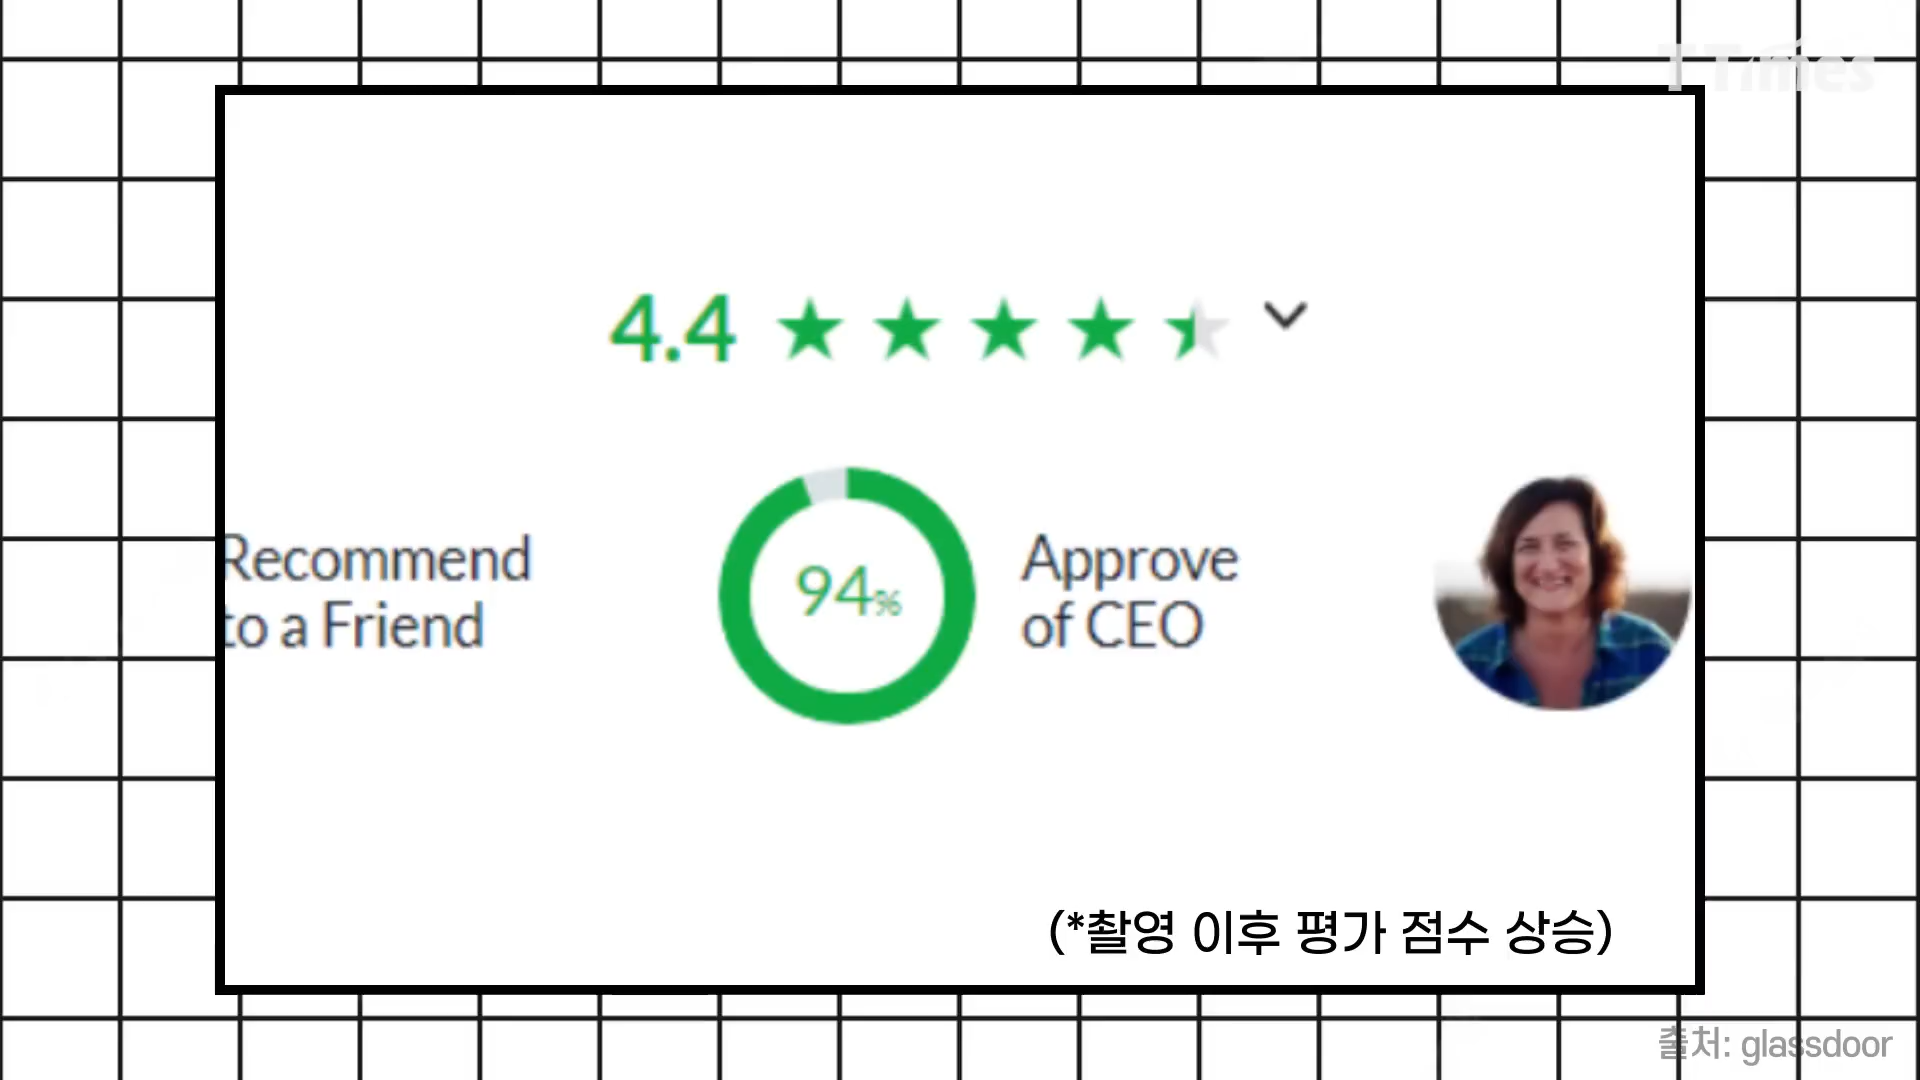 TTimes
4.4
Recommend
to a Friend
94%
Approve
of CEO
(*촬영 이후 평가 점수 상승)
출처: glassdoor